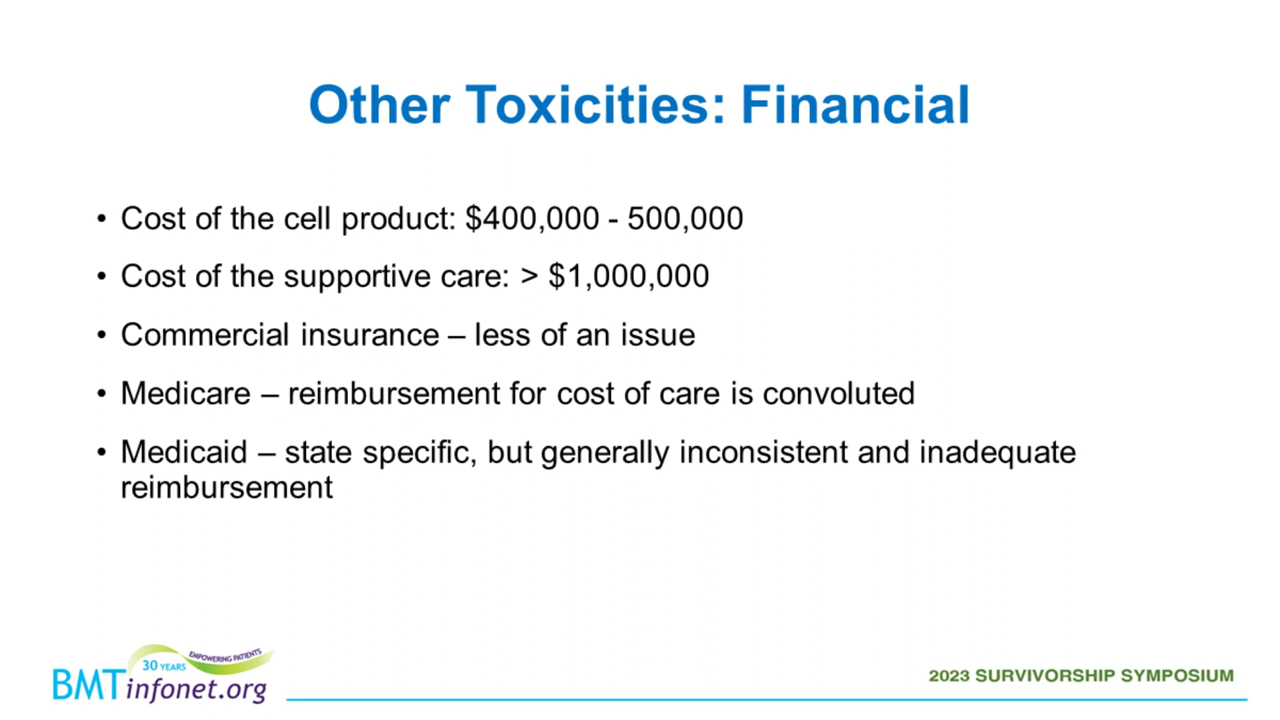 Other Toxicities: Financial
• Cost of the cell product: $400,000 - 500,000
• Cost of the supportive care: > $1,000,000
• Commercial insurance – less of an issue
• Medicare – reimbursement for cost of care is convoluted
• Medicaid – state specific, but generally inconsistent and inadequate
reimbursement
30 YEARS EMPOWERING PATIENTS
BMTinfonet.org
2023 SURVIVORSHIP SYMPOSIUM